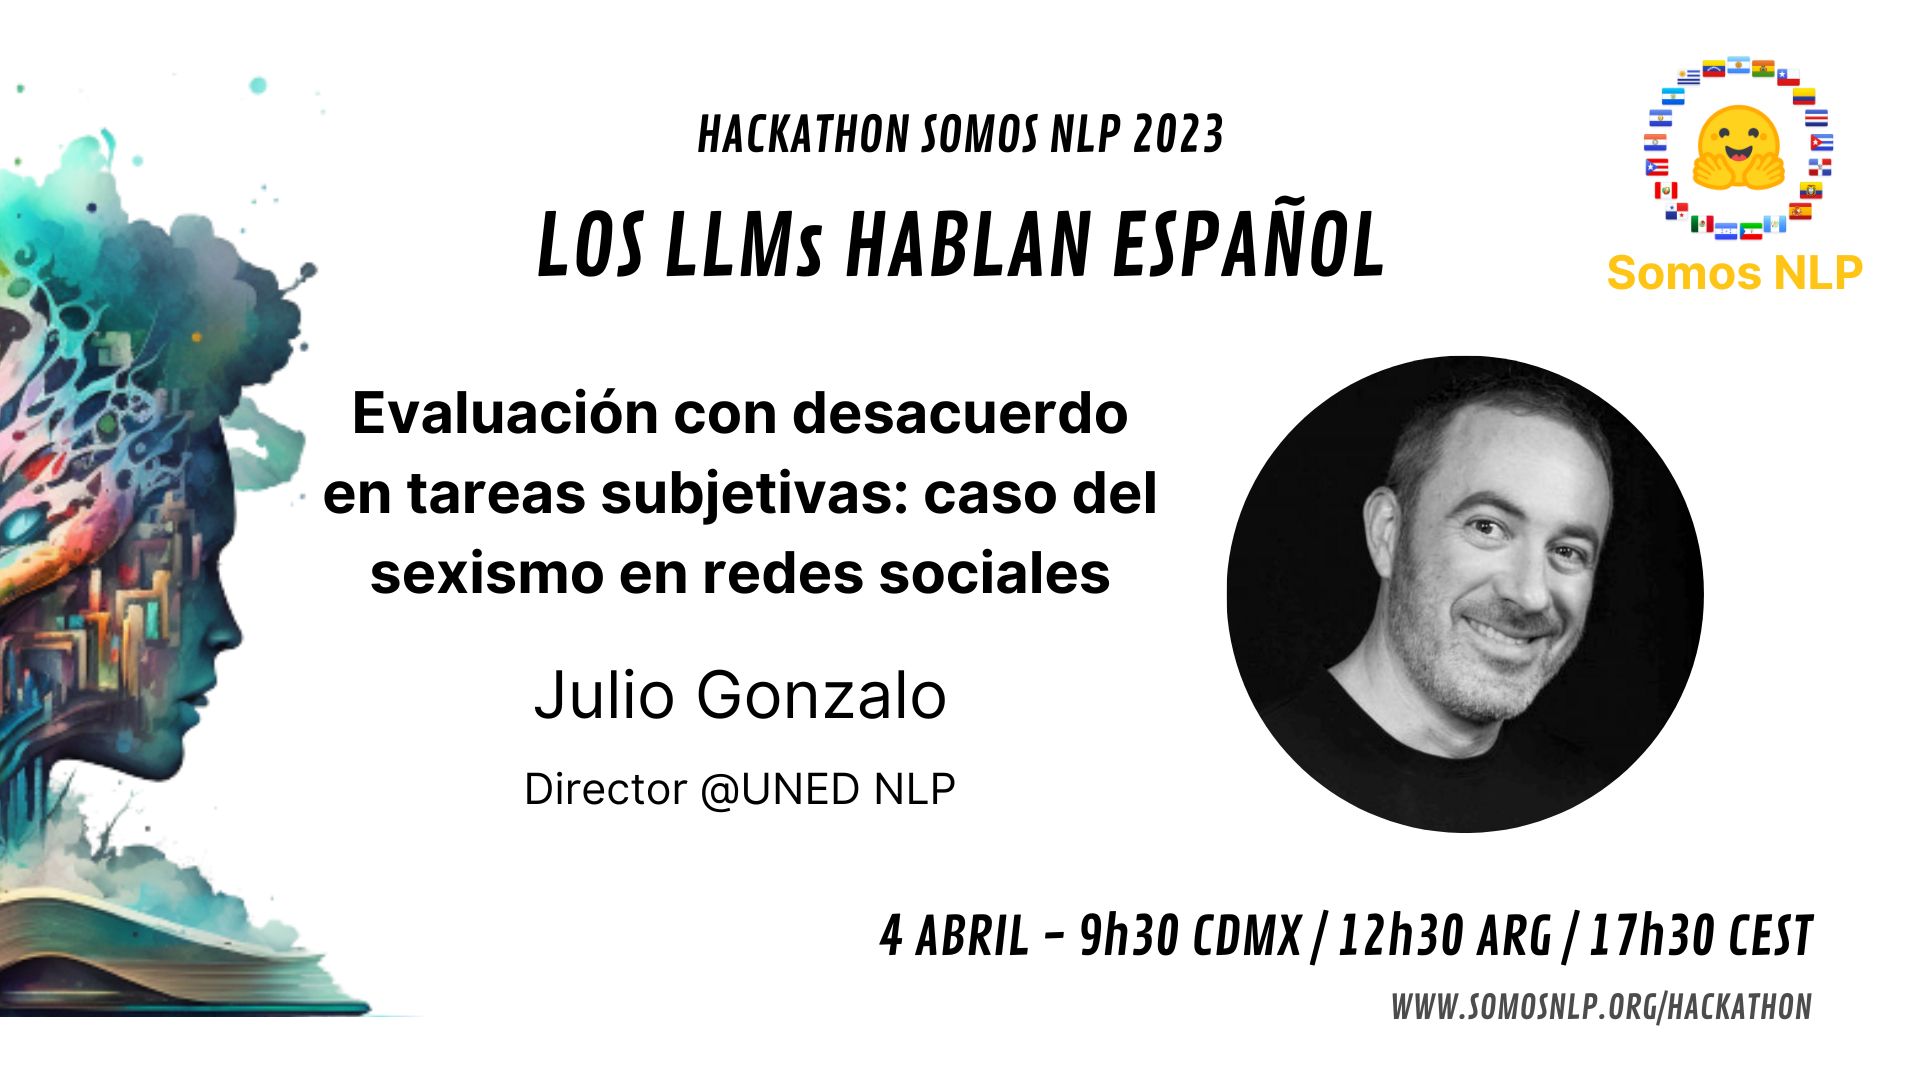 HACKATHON SOMOS NLP 2023
LOS LLMs HABLAN ESPAÑOL
Somos NLP
Evaluación con desacuerdo
en tareas subjetivas: caso del
sexismo en redes sociales
Julio Gonzalo
Director @UNED NLP
4 ABRIL - 9h30 CDMX / 12h30 ARG / 17h30 CEST
WWW.SOMOSNLP.ORG/HACKATHON